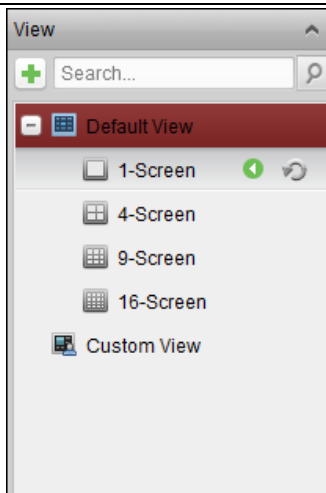 View
Search...
Default View
1-Screen
4-Screen
9-Screen
16-Screen
Custom View